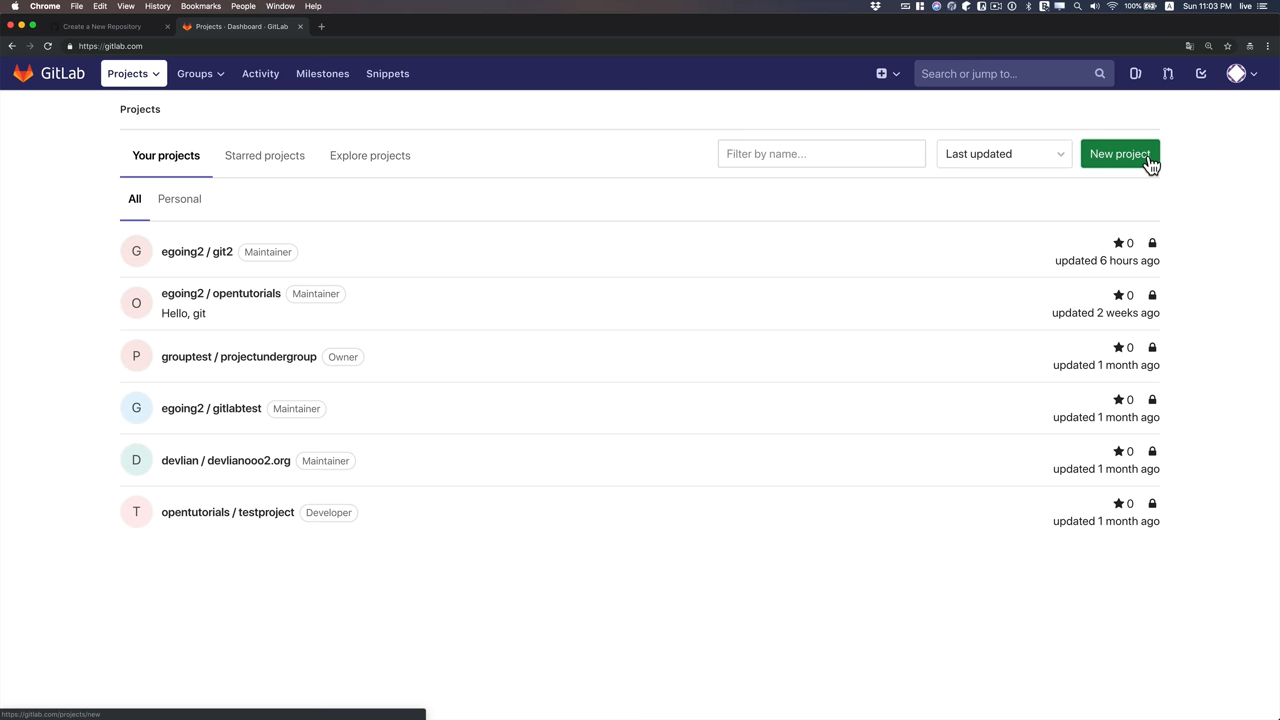 Chrome File Edit View History Bookmarks People Window Help 100% A Sun 11:03 PM live
Create a New Repository Projects · Dashboard · GitLab
https://gitlab.com
GitLab Projects Groups Activity Milestones Snippets Search or jump to...
Projects
Your projects Starred projects Explore projects Filter by name... Last updated New project
All Personal
G egoing2 / git2 Maintainer 0
updated 6 hours ago
O egoing2 / opentutorials Maintainer 0
Hello, git updated 2 weeks ago
P grouptest / projectundergroup Owner 0
updated 1 month ago
G egoing2 / gitlabtest Maintainer 0
updated 1 month ago
D devlian / devlianooo2.org Maintainer 0
updated 1 month ago
T opentutorials / testproject Developer 0
updated 1 month ago
https://gitlab.com/projects/new